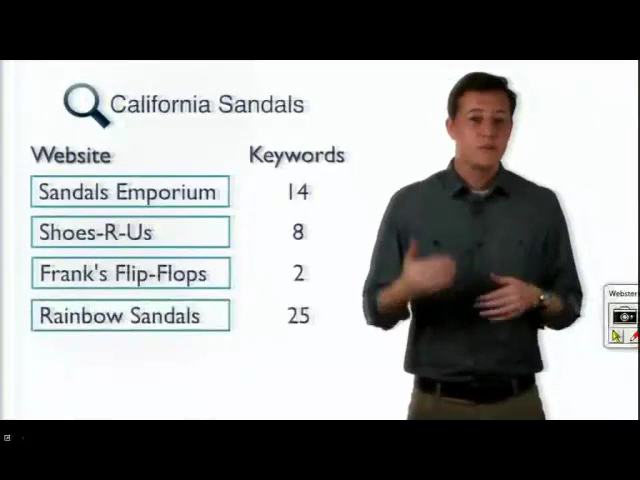 California Sandals
Website Keywords
Sandals Emporium 14
Shoes-R-Us 8
Frank's Flip-Flops 2
Rainbow Sandals 25
Webster